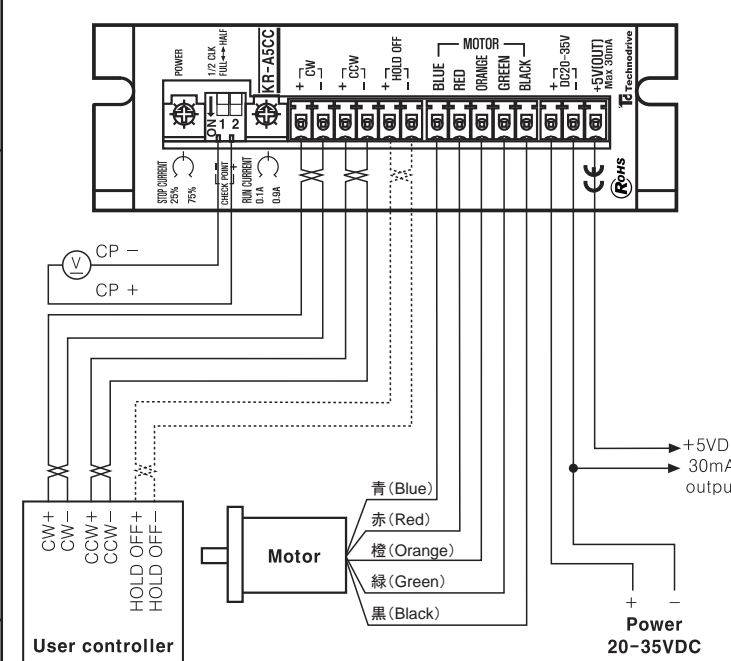 POWER
1/2 CLK
FULL↔HALF
KR-A5CC
+ CW -
+ CCW -
+ HOLD OFF -
MOTOR
BLUE
RED
ORANGE
GREEN
BLACK
+ DC20-35V -
+5V(OUT)
Max 30mA
Td Technodrive
ON↓
1 2
STOP CURRENT
25%
75%
CHECK POINT
- +
RUN CURRENT
0.1A
0.9A
CE
RoHS
V
CP −
CP +
+5VD
30mA
outpu
青(Blue)
赤(Red)
橙(Orange)
緑(Green)
黒(Black)
Motor
CW+
CW−
CCW+
CCW−
HOLD OFF+
HOLD OFF−
User controller
+ −
Power
20-35VDC